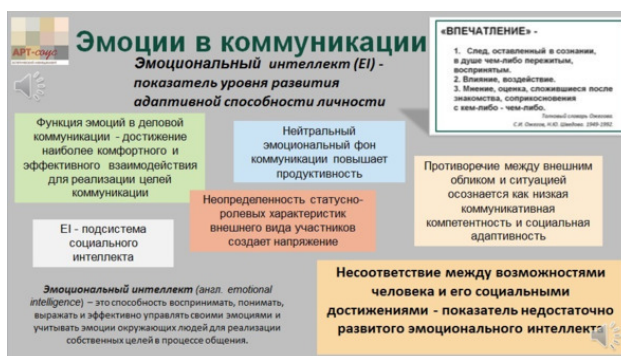 АРТ-соус
Эмоции в коммуникации
Эмоциональный интеллект (EI) -
показатель уровня развития
адаптивной способности личности
«ВПЕЧАТЛЕНИЕ» -
1. След, оставленный в сознании,
в душе чем-либо пережитым,
воспринятым.
2. Влияние, воздействие.
3. Мнение, оценка, сложившиеся после
знакомства, соприкосновения
с кем-либо - чем-либо.
Толковый словарь Ожегова
С.И. Ожегов, Н.Ю. Шведова. 1949-1992.
Функция эмоций в деловой
коммуникации - достижение
наиболее комфортного и
эффективного взаимодействия
для реализации целей
коммуникации
Нейтральный
эмоциональный фон
коммуникации повышает
продуктивность
Противоречие между внешним
обликом и ситуацией
осознается как низкая
коммуникативная
компетентность и социальная
адаптивность
Неопределенность статусно-
ролевых характеристик
внешнего вида участников
создает напряжение
EI - подсистема
социального
интеллекта
Эмоциональный интеллект (англ. emotional
intelligence) – это способность воспринимать, понимать,
выражать и эффективно управлять своими эмоциями и
учитывать эмоции окружающих людей для реализации
собственных целей в процессе общения.
Несоответствие между возможностями
человека и его социальными
достижениями - показатель недостаточно
развитого эмоционального интеллекта